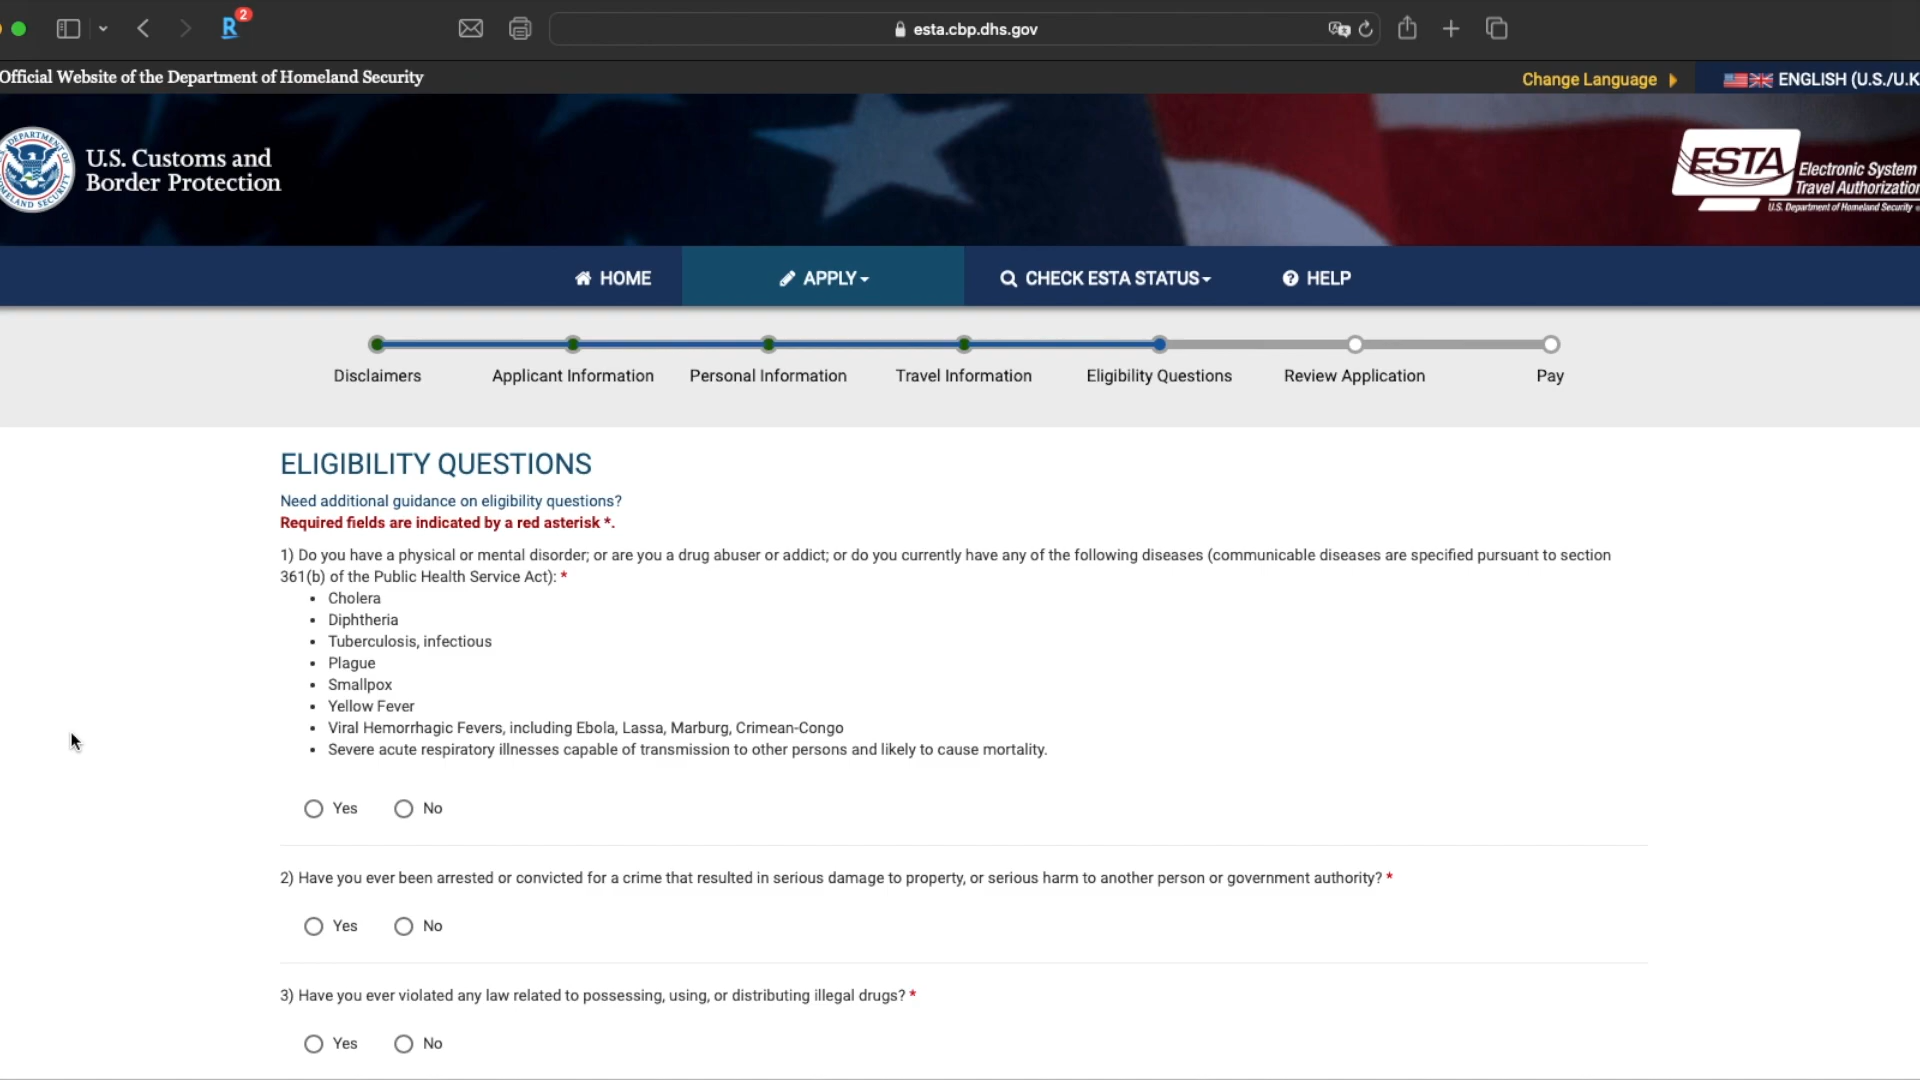 2
esta.cbp.dhs.gov
Official Website of the Department of Homeland Security
Change Language
ENGLISH (U.S./U.K
DEPARTMENT OF
HOMELAND SECURITY
U.S. Customs and
Border Protection
ESTA
Electronic System
Travel Authorization
U.S. Department of Homeland Security
HOME
APPLY
CHECK ESTA STATUS
HELP
Disclaimers
Applicant Information
Personal Information
Travel Information
Eligibility Questions
Review Application
Pay
ELIGIBILITY QUESTIONS
Need additional guidance on eligibility questions?
Required fields are indicated by a red asterisk *.
1) Do you have a physical or mental disorder; or are you a drug abuser or addict; or do you currently have any of the following diseases (communicable diseases are specified pursuant to section
361(b) of the Public Health Service Act): *
• Cholera
• Diphtheria
• Tuberculosis, infectious
• Plague
• Smallpox
• Yellow Fever
• Viral Hemorrhagic Fevers, including Ebola, Lassa, Marburg, Crimean-Congo
• Severe acute respiratory illnesses capable of transmission to other persons and likely to cause mortality.
Yes No
2) Have you ever been arrested or convicted for a crime that resulted in serious damage to property, or serious harm to another person or government authority? *
Yes No
3) Have you ever violated any law related to possessing, using, or distributing illegal drugs? *
Yes No